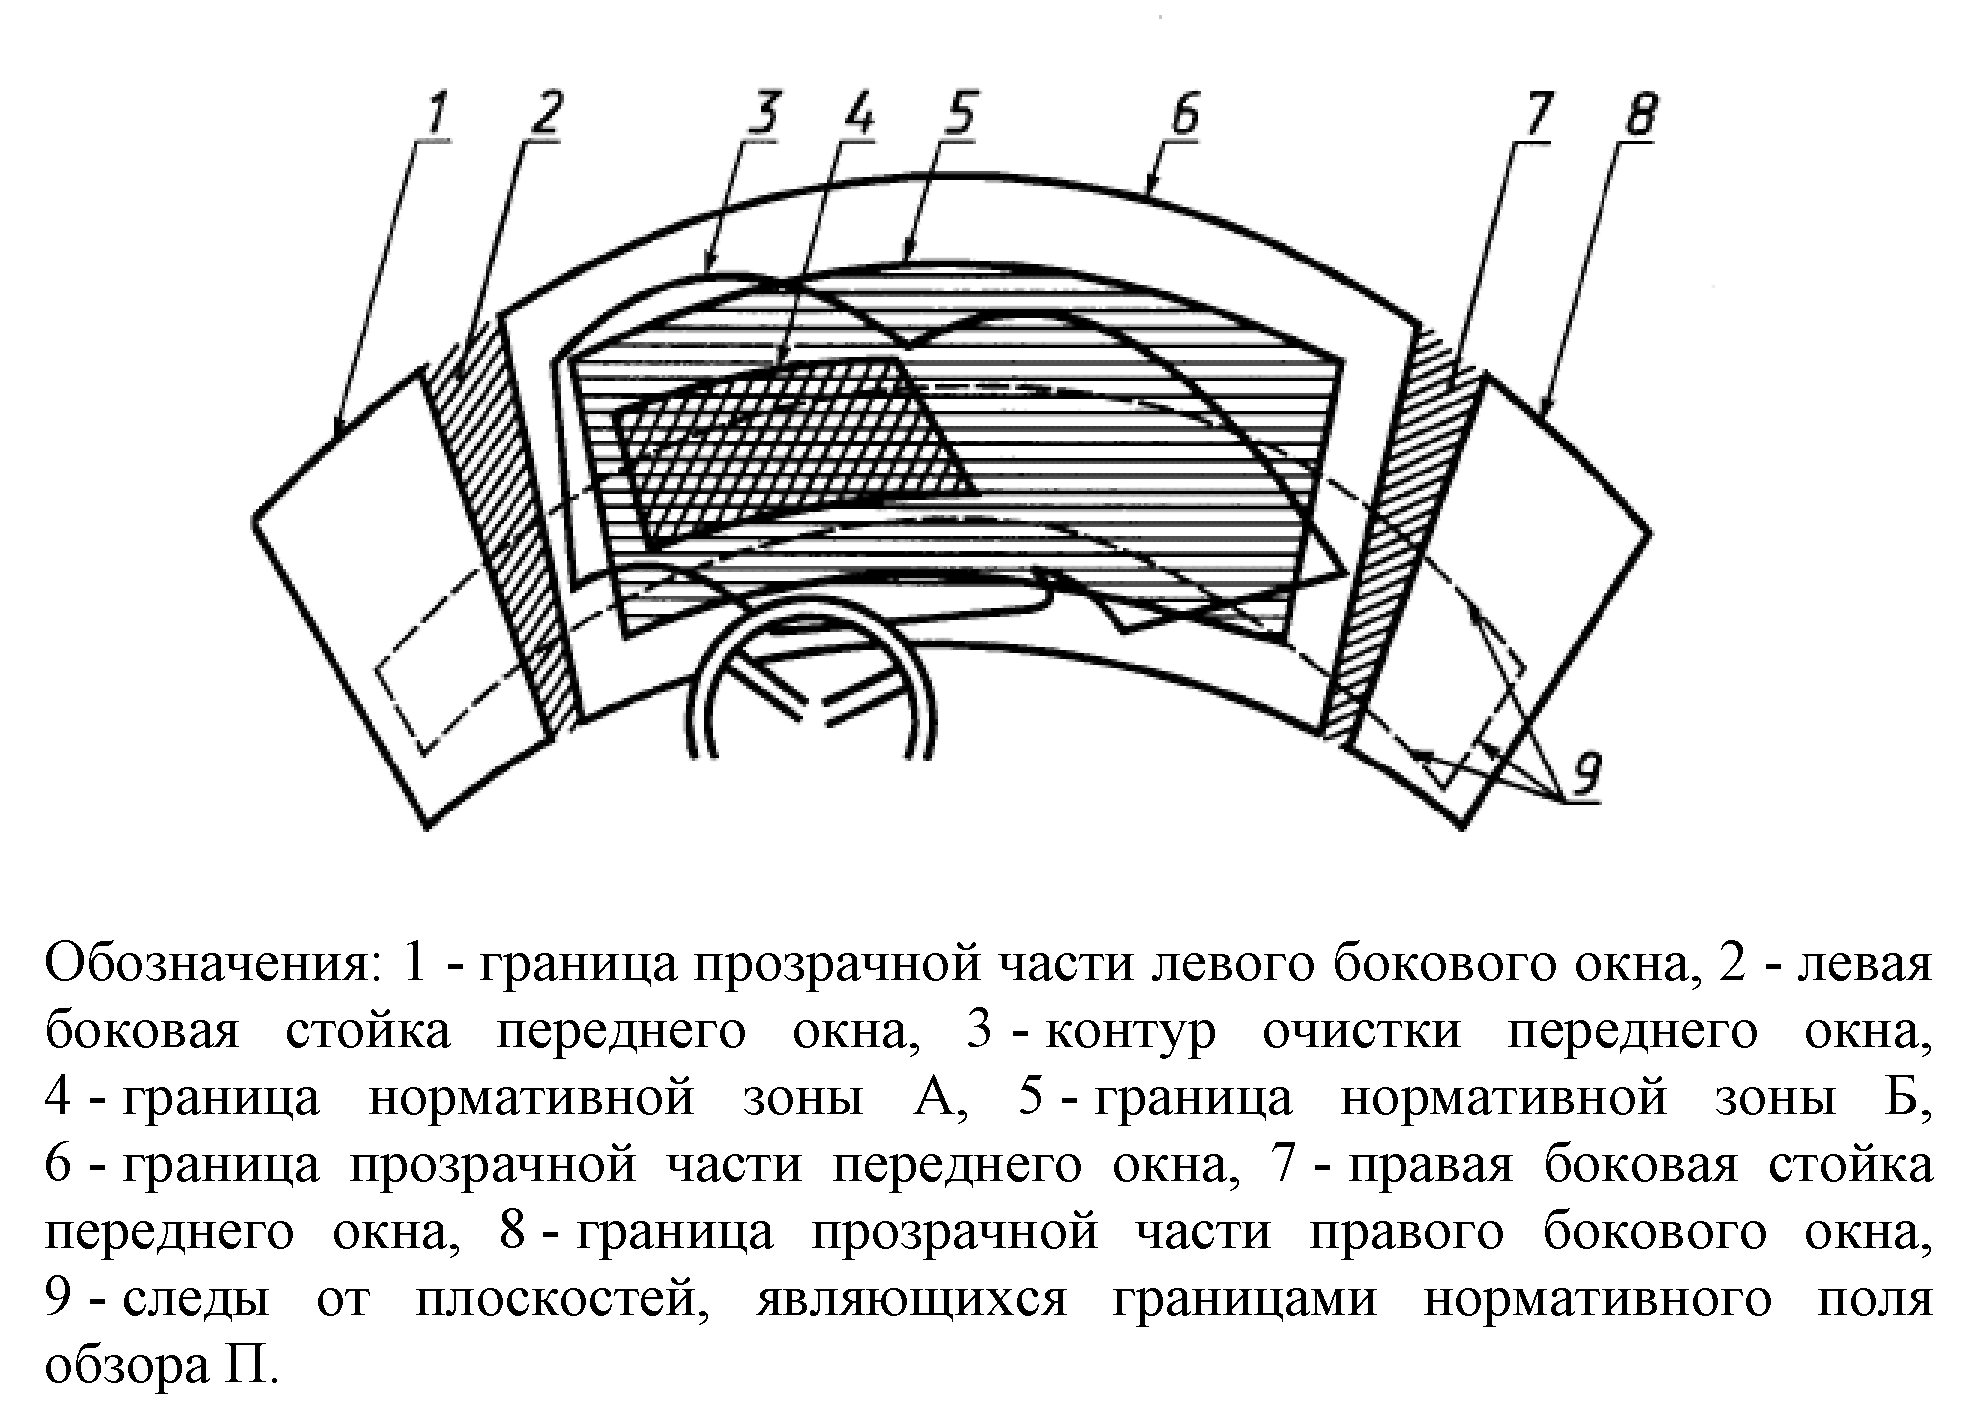 1 2 3 4 5 6 7 8
9
Обозначения: 1 - граница прозрачной части левого бокового окна, 2 - левая
боковая стойка переднего окна, 3 - контур очистки переднего окна,
4 - граница нормативной зоны А, 5 - граница нормативной зоны Б,
6 - граница прозрачной части переднего окна, 7 - правая боковая стойка
переднего окна, 8 - граница прозрачной части правого бокового окна,
9 - следы от плоскостей, являющихся границами нормативного поля
обзора П.